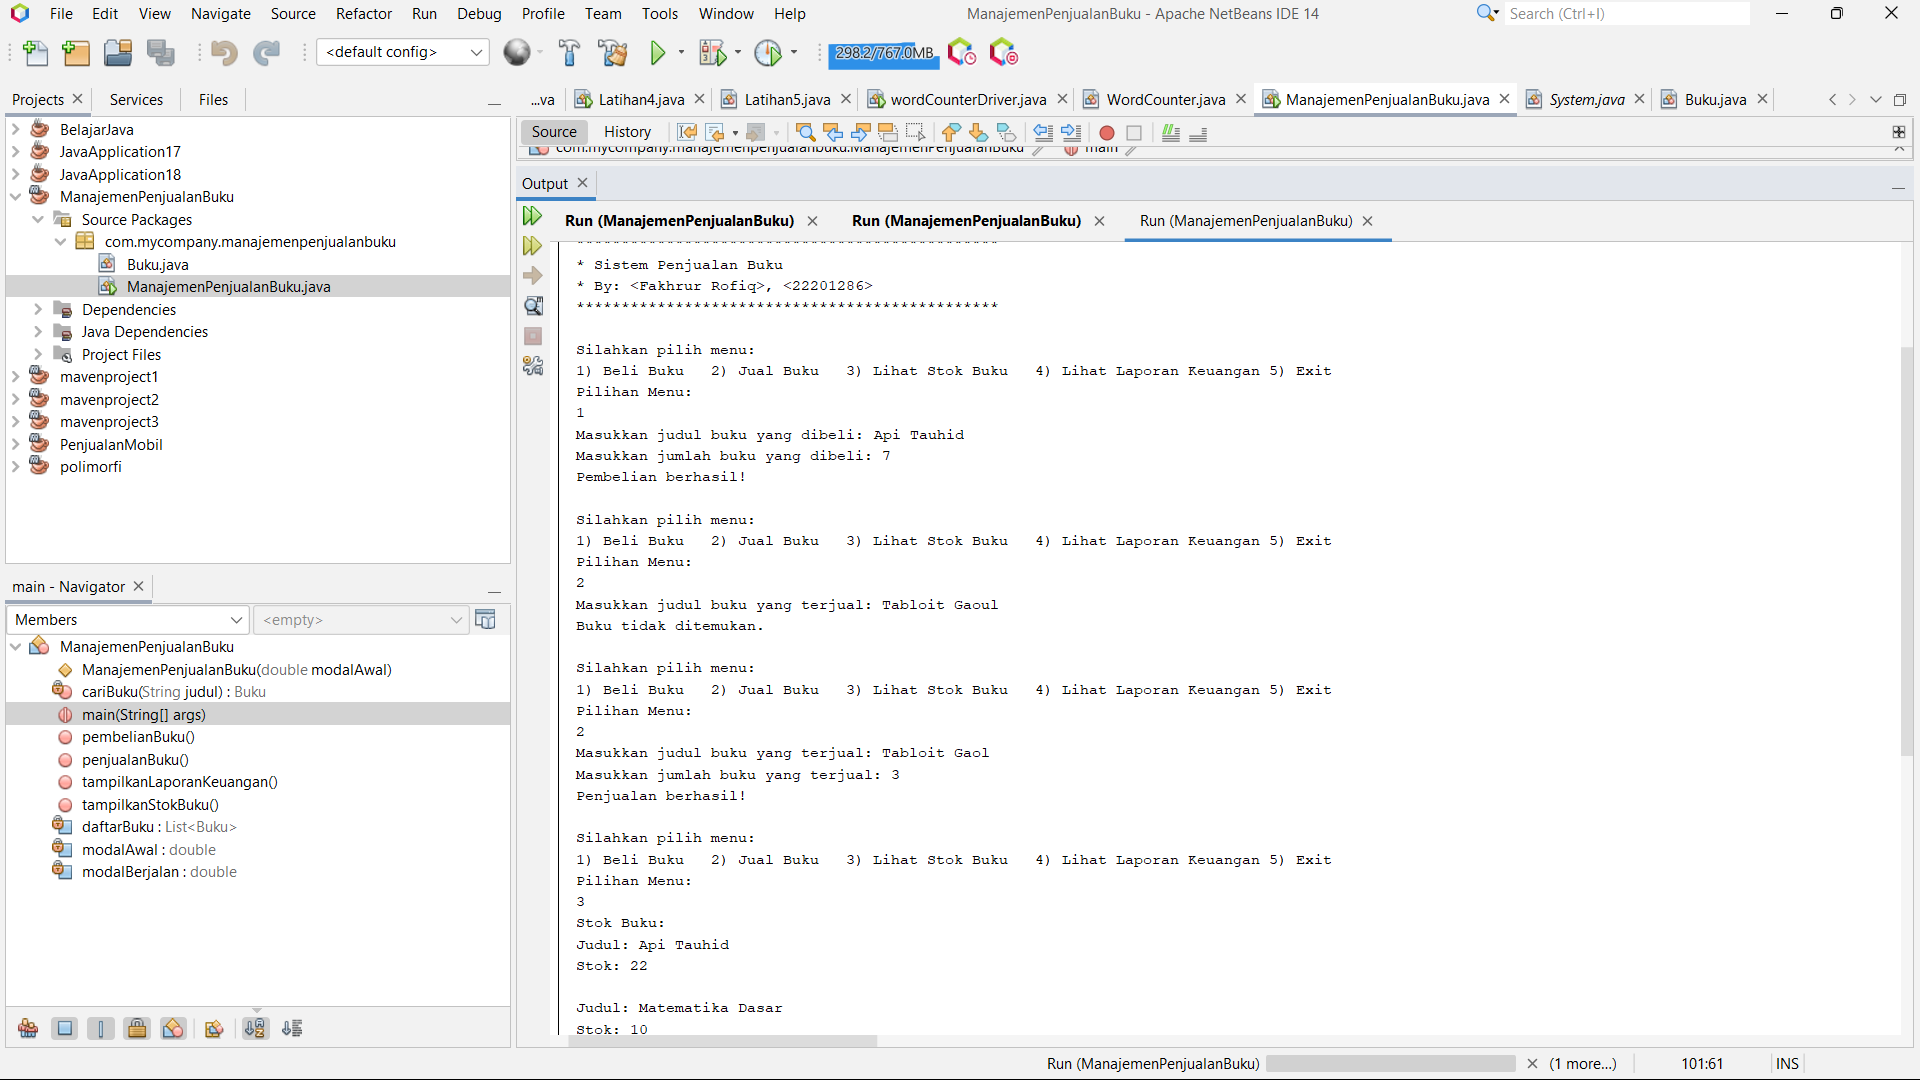 File Edit View Navigate Source Refactor Run Debug Profile Team Tools Window Help
ManajemenPenjualanBuku - Apache NetBeans IDE 14
Search (Ctrl+I)
<default config>
298.2/767.0MB
Projects Services Files
BelajarJava
JavaApplication17
JavaApplication18
ManajemenPenjualanBuku
Source Packages
com.mycompany.manajemenpenjualanbuku
Buku.java
ManajemenPenjualanBuku.java
Dependencies
Java Dependencies
Project Files
mavenproject1
mavenproject2
mavenproject3
PenjualanMobil
polimorfi
main - Navigator
Members
<empty>
ManajemenPenjualanBuku
ManajemenPenjualanBuku(double modalAwal)
cariBuku(String judul) : Buku
main(String[] args)
pembelianBuku()
penjualanBuku()
tampilkanLaporanKeuangan()
tampilkanStokBuku()
daftarBuku : List<Buku>
modalAwal : double
modalBerjalan : double
...va Latihan4.java Latihan5.java wordCounterDriver.java WordCounter.java ManajemenPenjualanBuku.java System.java Buku.java
Source History
com.mycompany.manajemenpenjualanbuku.ManajemenPenjualanBuku main
Output
Run (ManajemenPenjualanBuku) Run (ManajemenPenjualanBuku) Run (ManajemenPenjualanBuku)
***********************************************
* Sistem Penjualan Buku
* By: <Fakhrur Rofiq>, <22201286>
***********************************************
Silahkan pilih menu:
1) Beli Buku 2) Jual Buku 3) Lihat Stok Buku 4) Lihat Laporan Keuangan 5) Exit
Pilihan Menu:
1
Masukkan judul buku yang dibeli: Api Tauhid
Masukkan jumlah buku yang dibeli: 7
Pembelian berhasil!
Silahkan pilih menu:
1) Beli Buku 2) Jual Buku 3) Lihat Stok Buku 4) Lihat Laporan Keuangan 5) Exit
Pilihan Menu:
2
Masukkan judul buku yang terjual: Tabloit Gaoul
Buku tidak ditemukan.
Silahkan pilih menu:
1) Beli Buku 2) Jual Buku 3) Lihat Stok Buku 4) Lihat Laporan Keuangan 5) Exit
Pilihan Menu:
2
Masukkan judul buku yang terjual: Tabloit Gaol
Masukkan jumlah buku yang terjual: 3
Penjualan berhasil!
Silahkan pilih menu:
1) Beli Buku 2) Jual Buku 3) Lihat Stok Buku 4) Lihat Laporan Keuangan 5) Exit
Pilihan Menu:
3
Stok Buku:
Judul: Api Tauhid
Stok: 22
Judul: Matematika Dasar
Stok: 10
Run (ManajemenPenjualanBuku) (1 more...) 101:61 INS